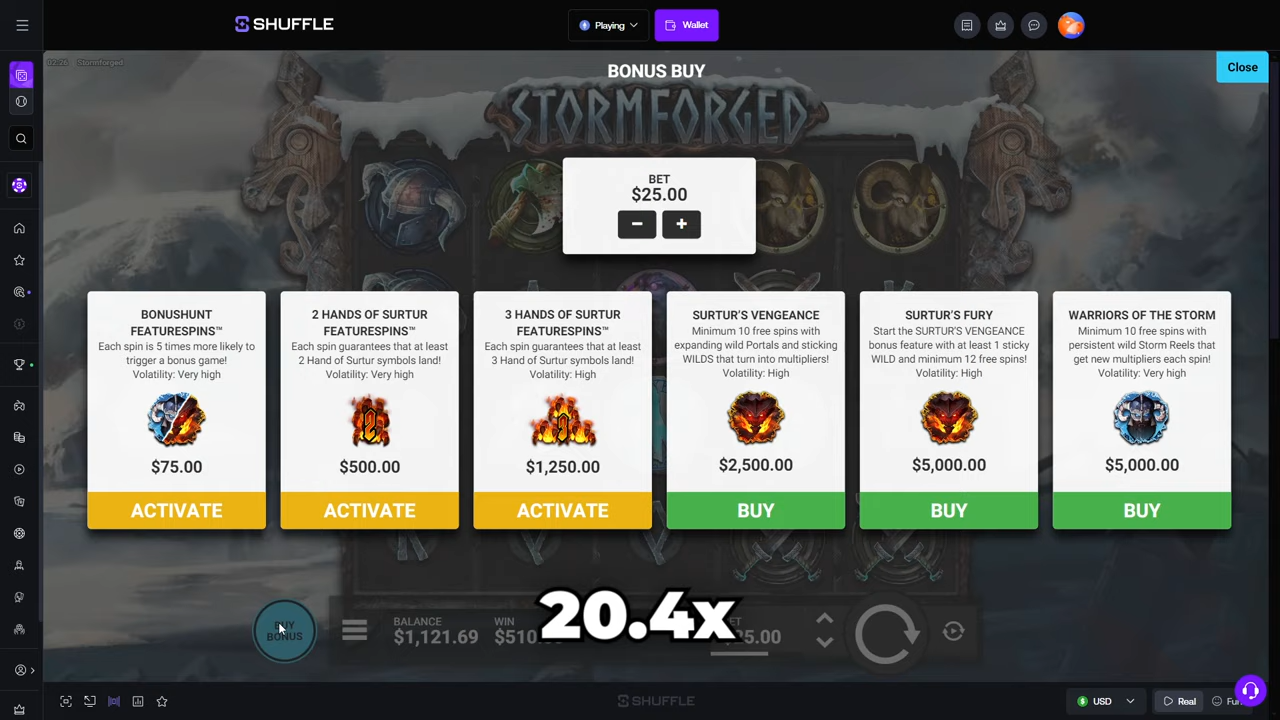 SHUFFLE
Playing
Wallet
02:26 Stormforged
BONUS BUY
Close
STORMFORGED
BET
$25.00
BONUSHUNT
FEATURESPINS™
Each spin is 5 times more likely to
trigger a bonus game!
Volatility: Very high
$75.00
ACTIVATE
2 HANDS OF SURTUR
FEATURESPINS™
Each spin guarantees that at least
2 Hand of Surtur symbols land!
Volatility: Very high
2
$500.00
ACTIVATE
3 HANDS OF SURTUR
FEATURESPINS™
Each spin guarantees that at least
3 Hand of Surtur symbols land!
Volatility: High
3
$1,250.00
ACTIVATE
SURTUR'S VENGEANCE
Minimum 10 free spins with
expanding wild Portals and sticking
WILDS that turn into multipliers!
Volatility: High
$2,500.00
BUY
SURTUR'S FURY
Start the SURTUR'S VENGEANCE
bonus feature with at least 1 sticky
WILD and minimum 12 free spins!
Volatility: High
$5,000.00
BUY
WARRIORS OF THE STORM
Minimum 10 free spins with
persistent wild Storm Reels that
get new multipliers each spin!
Volatility: Very high
$5,000.00
BUY
BUY
BONUS
BALANCE
$1,121.69
WIN
$510
20.4x
SHUFFLE
USD
Real